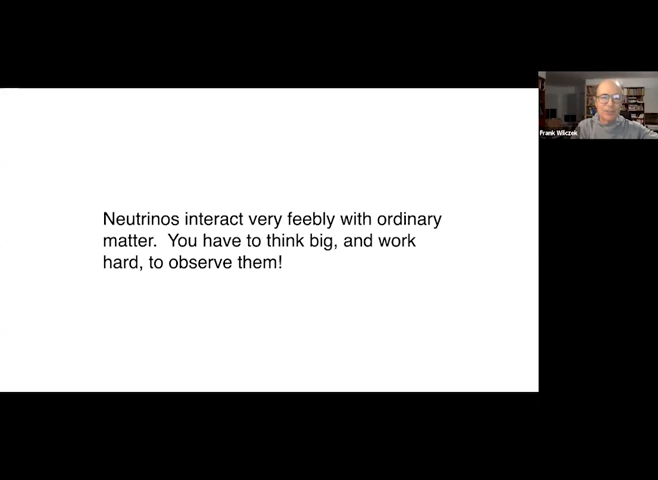 Neutrinos interact very feebly with ordinary
matter.  You have to think big, and work
hard, to observe them!
Frank Wilczek